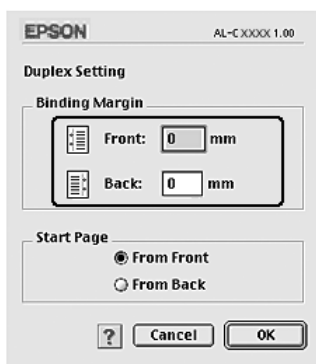 EPSON AL-C XXXX 1.00
Duplex Setting
Binding Margin
Front: 0 mm
Back: 0 mm
Start Page
From Front
From Back
? Cancel OK